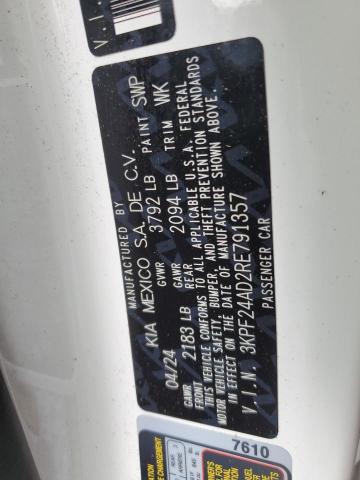 V.I.
MANUFACTURED BY
KIA MEXICO S.A. DE C.V.
04/24 GVWR 3792 LB PAINT SWP
GAWR FRONT 2183 LB GAWR REAR 2094 LB TRIM WK
THIS VEHICLE CONFORMS TO ALL APPLICABLE U.S.A. FEDERAL
MOTOR VEHICLE SAFETY, BUMPER, AND THEFT PREVENTION STANDARDS
IN EFFECT ON THE DATE OF MANUFACTURE SHOWN ABOVE.
V.I.N. 3KPF24AD2RE791357
PASSENGER CAR
7610